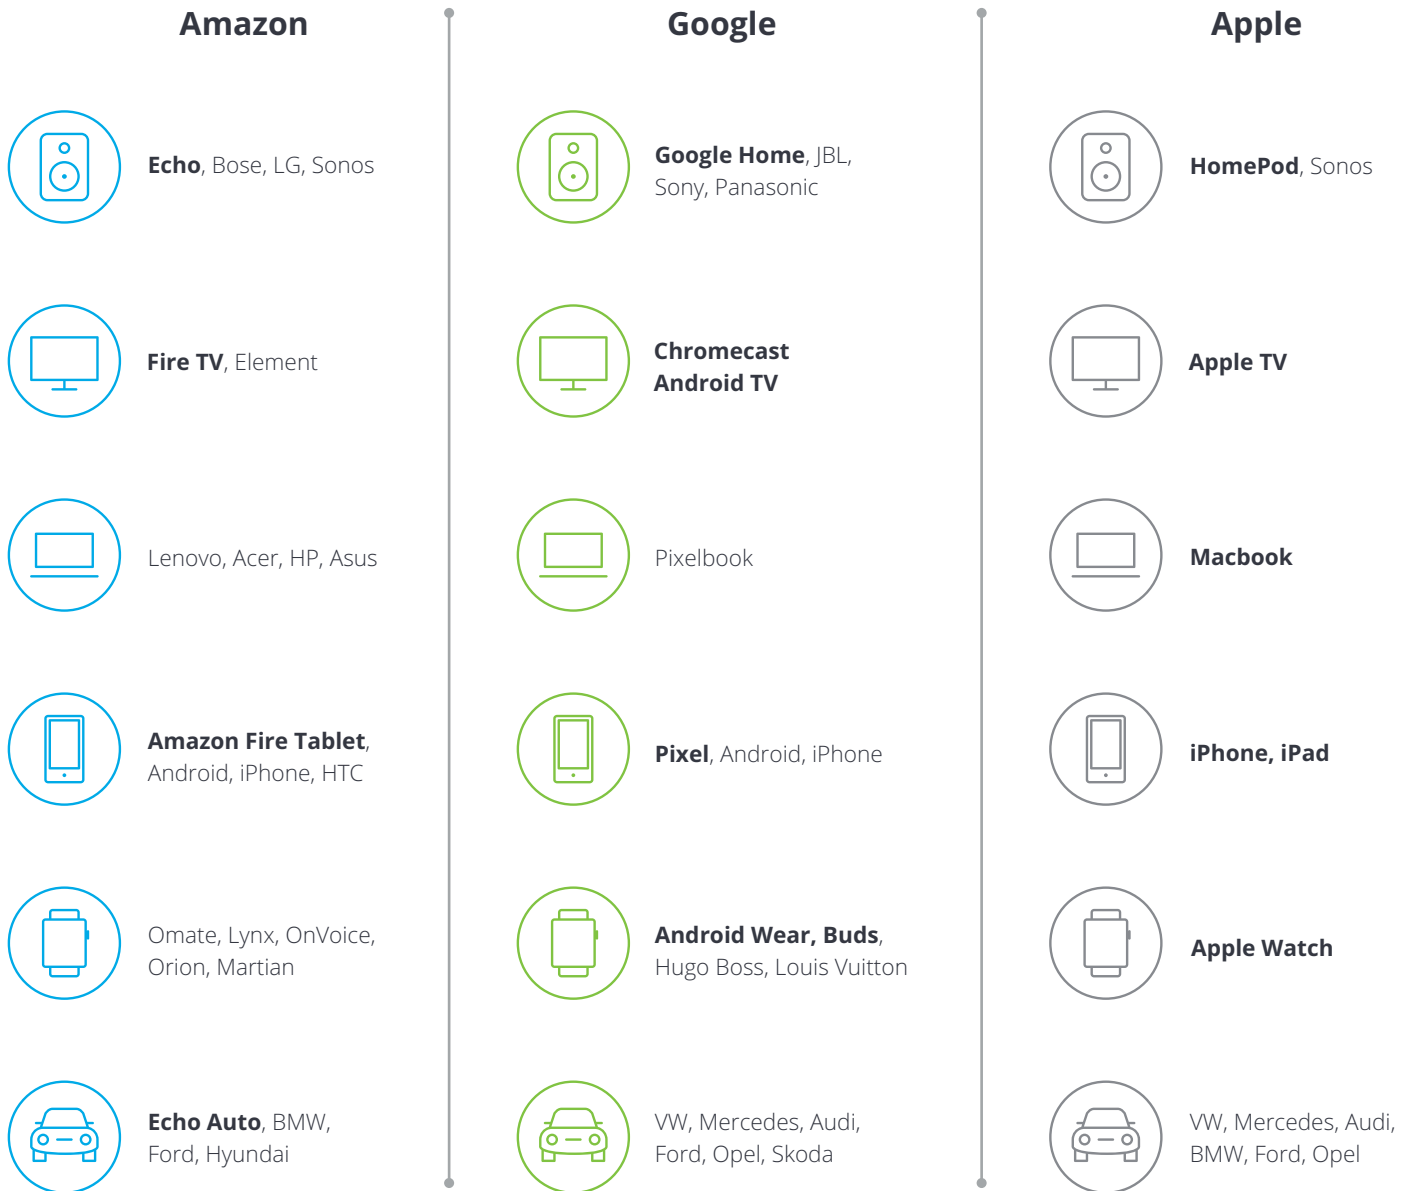 Amazon
Google
Apple
Echo, Bose, LG, Sonos
Google Home, JBL,
Sony, Panasonic
HomePod, Sonos
Fire TV, Element
Chromecast
Android TV
Apple TV
Lenovo, Acer, HP, Asus
Pixelbook
Macbook
Amazon Fire Tablet,
Android, iPhone, HTC
Pixel, Android, iPhone
iPhone, iPad
Omate, Lynx, OnVoice,
Orion, Martian
Android Wear, Buds,
Hugo Boss, Louis Vuitton
Apple Watch
Echo Auto, BMW,
Ford, Hyundai
VW, Mercedes, Audi,
Ford, Opel, Skoda
VW, Mercedes, Audi,
BMW, Ford, Opel